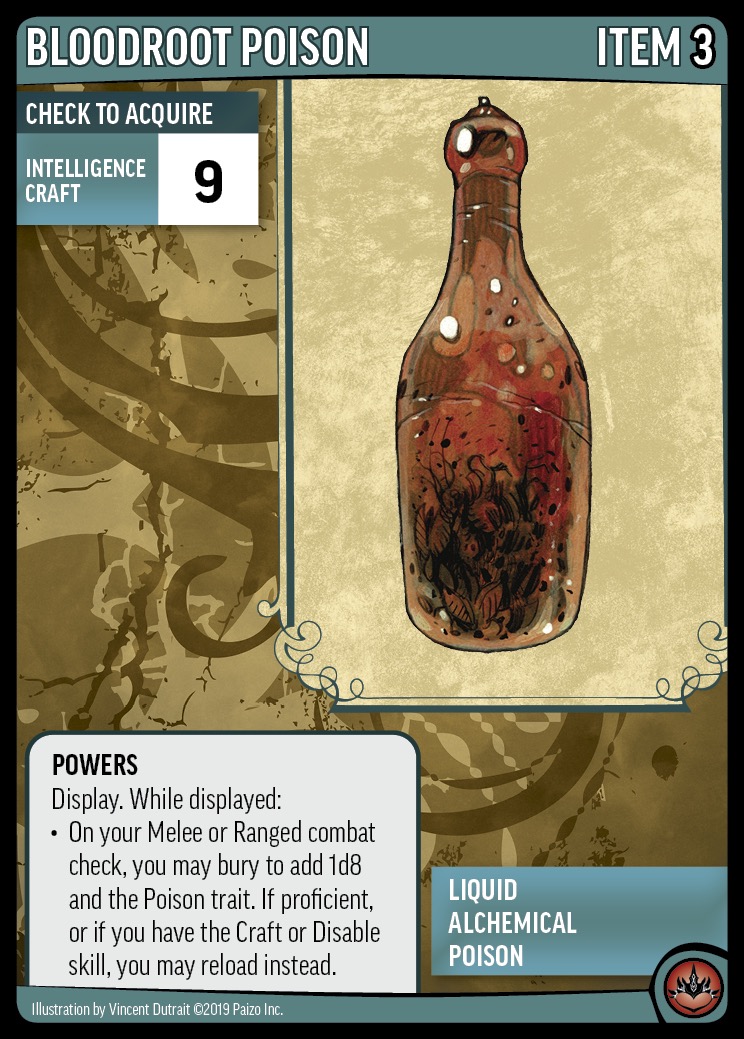 BLOODROOT POISON
ITEM 3
CHECK TO ACQUIRE
INTELLIGENCE
CRAFT
9
POWERS
Display. While displayed:
• On your Melee or Ranged combat
check, you may bury to add 1d8
and the Poison trait. If proficient,
or if you have the Craft or Disable
skill, you may reload instead.
LIQUID
ALCHEMICAL
POISON
Illustration by Vincent Dutrait ©2019 Paizo Inc.